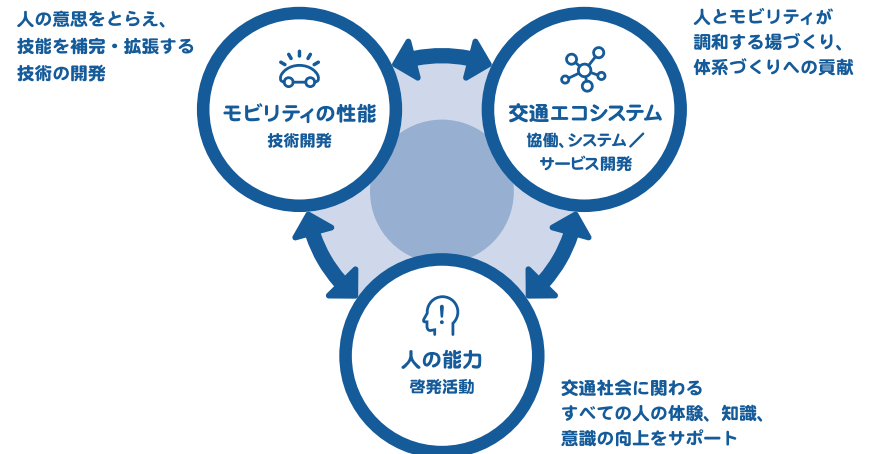 人の意思をとらえ、
技能を補完・拡張する
技術の開発
モビリティの性能
技術開発
人とモビリティが
調和する場づくり、
体系づくりへの貢献
交通エコシステム
協働、システム／
サービス開発
人の能力
啓発活動
交通社会に関わる
すべての人の体験、知識、
意識の向上をサポート